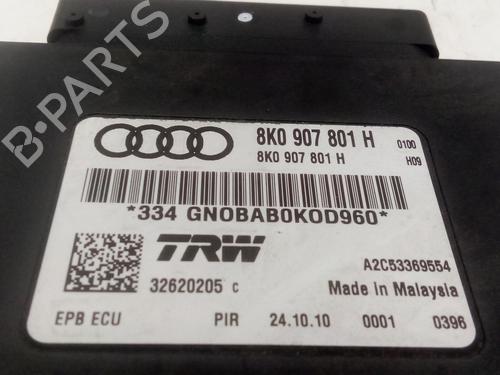 B-PARTS
8K0 907 801 H 0100
8K0 907 801 H H09
*334 GNOBAB0KOD960*
TRW
A2C53369554
32620205 C
Made in Malaysia
EPB ECU PIR 24.10.10 0001 0396